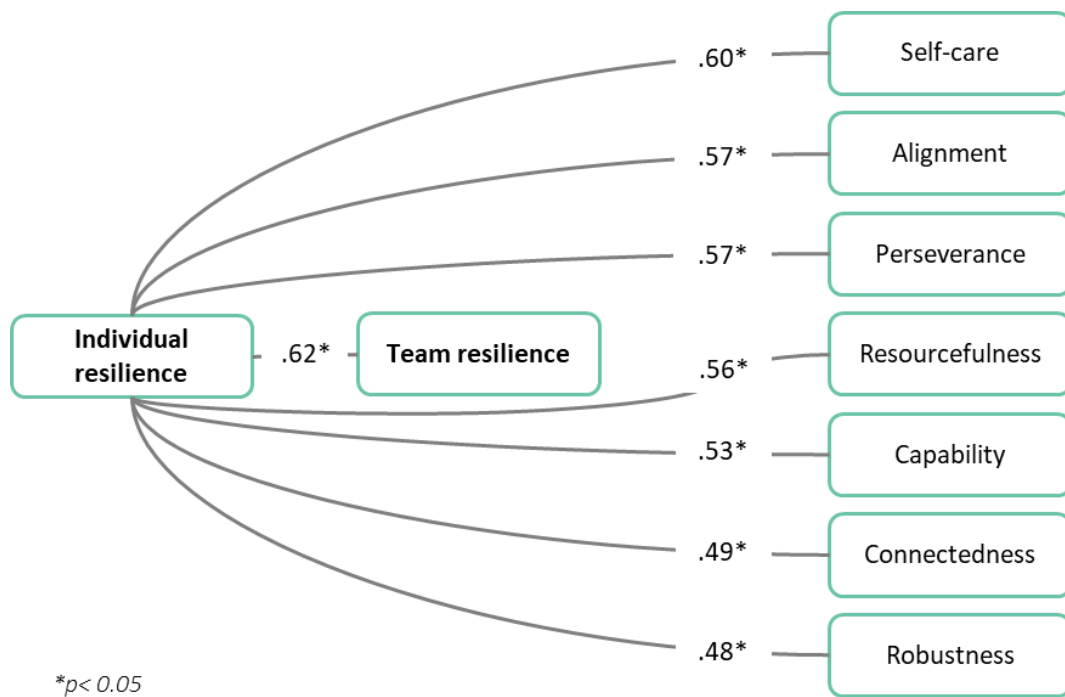 .60*
Self-care
.57*
Alignment
.57*
Perseverance
Individual
resilience
.62*
Team resilience
.56*
Resourcefulness
.53*
Capability
.49*
Connectedness
.48*
Robustness
*p< 0.05